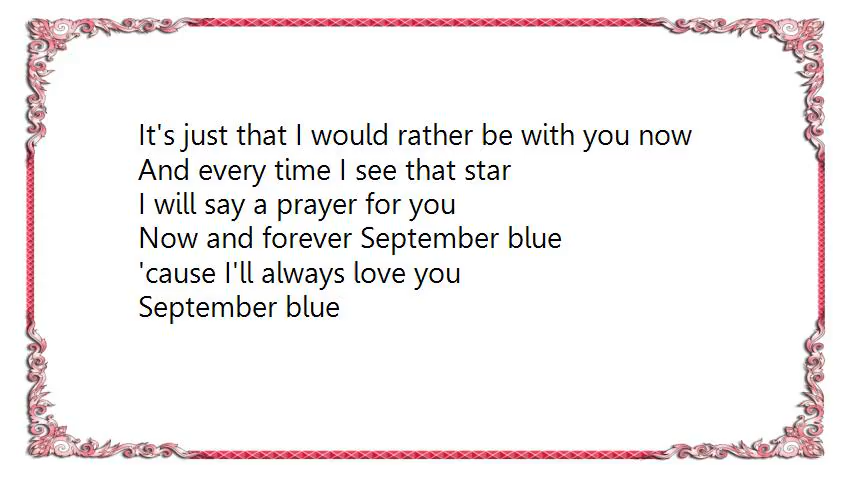 It's just that I would rather be with you now
And every time I see that star
I will say a prayer for you
Now and forever September blue
'cause I'll always love you
September blue